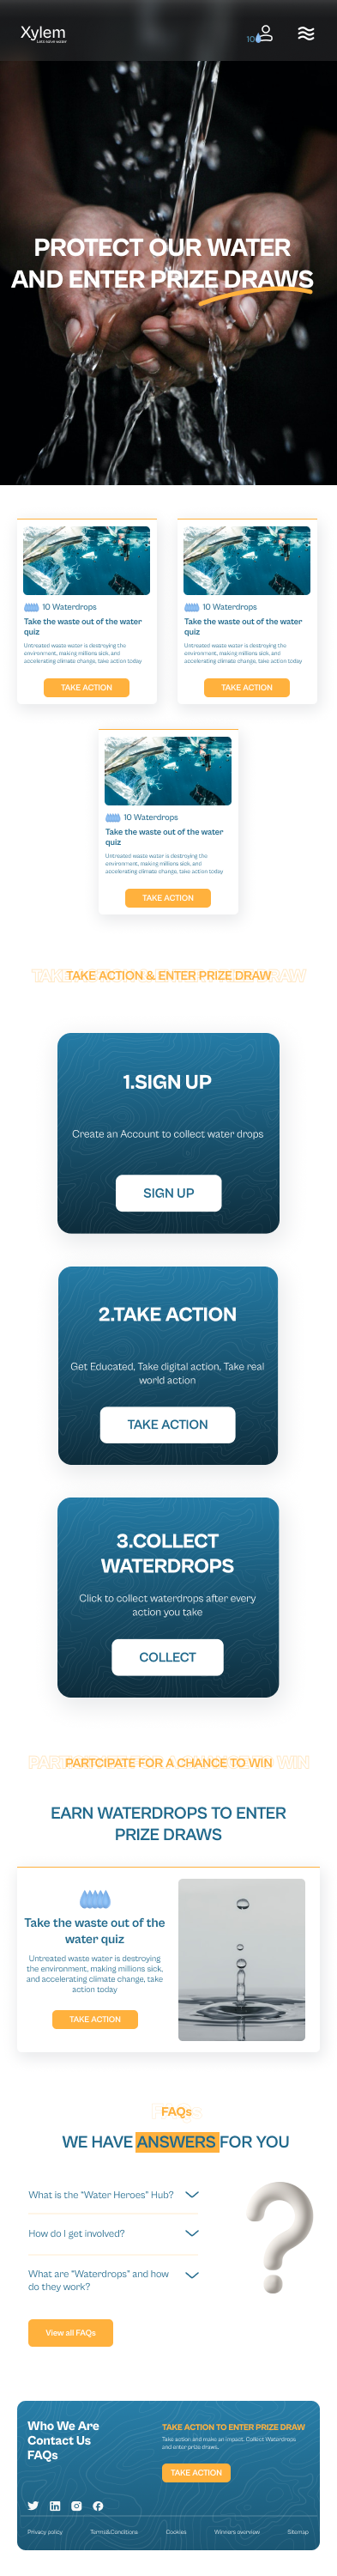 Xylem
Lets solve water
10
PROTECT OUR WATER
AND ENTER PRIZE DRAWS
10 Waterdrops
Take the waste out of the water
quiz
Untreated waste water is destroying the
environment, making millions sick, and
accelerating climate change, take action today
TAKE ACTION
10 Waterdrops
Take the waste out of the water
quiz
Untreated waste water is destroying the
environment, making millions sick, and
accelerating climate change, take action today
TAKE ACTION
10 Waterdrops
Take the waste out of the water
quiz
Untreated waste water is destroying the
environment, making millions sick, and
accelerating climate change, take action today
TAKE ACTION
TAKE ACTION & ENTER PRIZE DRAW
1.SIGN UP
Create an Account to collect water drops
SIGN UP
2.TAKE ACTION
Get Educated, Take digital action, Take real
world action
TAKE ACTION
3.COLLECT
WATERDROPS
Click to collect waterdrops after every
action you take
COLLECT
PARTCIPATE FOR A CHANCE TO WIN
EARN WATERDROPS TO ENTER
PRIZE DRAWS
Take the waste out of the
water quiz
Untreated waste water is destroying
the environment, making millions sick,
and accelerating climate change, take
action today
TAKE ACTION
FAQs
WE HAVE ANSWERS FOR YOU
What is the "Water Heroes" Hub?
How do I get involved?
What are "Waterdrops" and how
do they work?
View all FAQs
Who We Are
Contact Us
FAQs
TAKE ACTION TO ENTER PRIZE DRAW
Take action and make an impact. Collect Waterdrops
and enter prize draws.
TAKE ACTION
Privacy policy
Terms&Conditions
Cookies
Winners overview
Sitemap